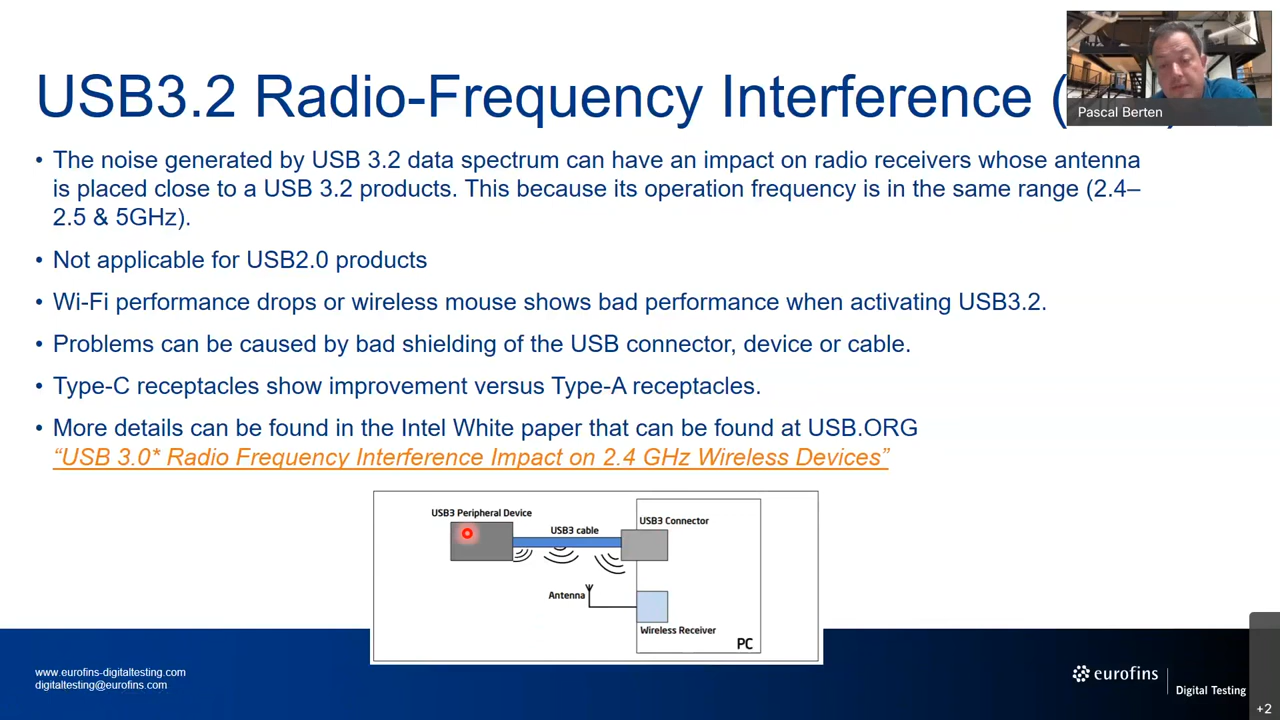 USB3.2 Radio-Frequency Interference (
Pascal Berten
• The noise generated by USB 3.2 data spectrum can have an impact on radio receivers whose antenna
is placed close to a USB 3.2 products. This because its operation frequency is in the same range (2.4–
2.5 & 5GHz).
• Not applicable for USB2.0 products
• Wi-Fi performance drops or wireless mouse shows bad performance when activating USB3.2.
• Problems can be caused by bad shielding of the USB connector, device or cable.
• Type-C receptacles show improvement versus Type-A receptacles.
• More details can be found in the Intel White paper that can be found at USB.ORG
“USB 3.0* Radio Frequency Interference Impact on 2.4 GHz Wireless Devices”
USB3 Peripheral Device
USB3 cable
USB3 Connector
Antenna
Wireless Receiver
PC
www.eurofins-digitaltesting.com
digitaltesting@eurofins.com
eurofins
Digital Testing
+2